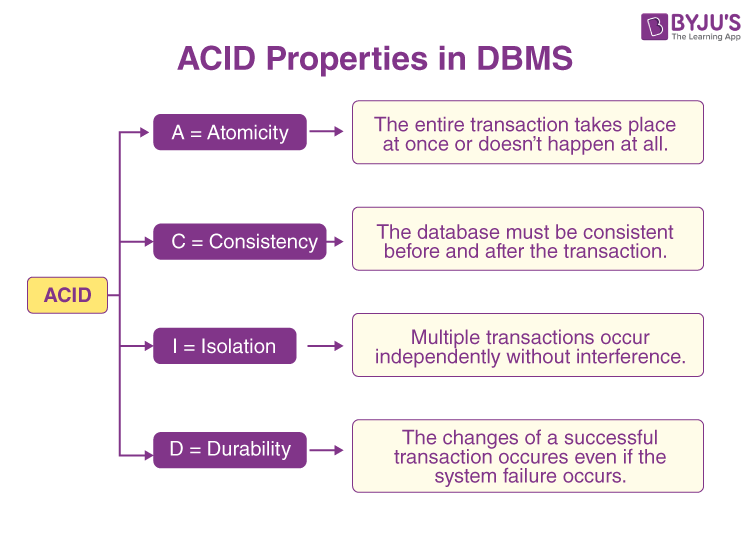 BYJU'S
The Learning App
ACID Properties in DBMS
A = Atomicity
The entire transaction takes place
at once or doesn't happen at all.
C = Consistency
The database must be consistent
before and after the transaction.
ACID
I = Isolation
Multiple transactions occur
independently without interference.
D = Durability
The changes of a successful
transaction occures even if the
system failure occurs.